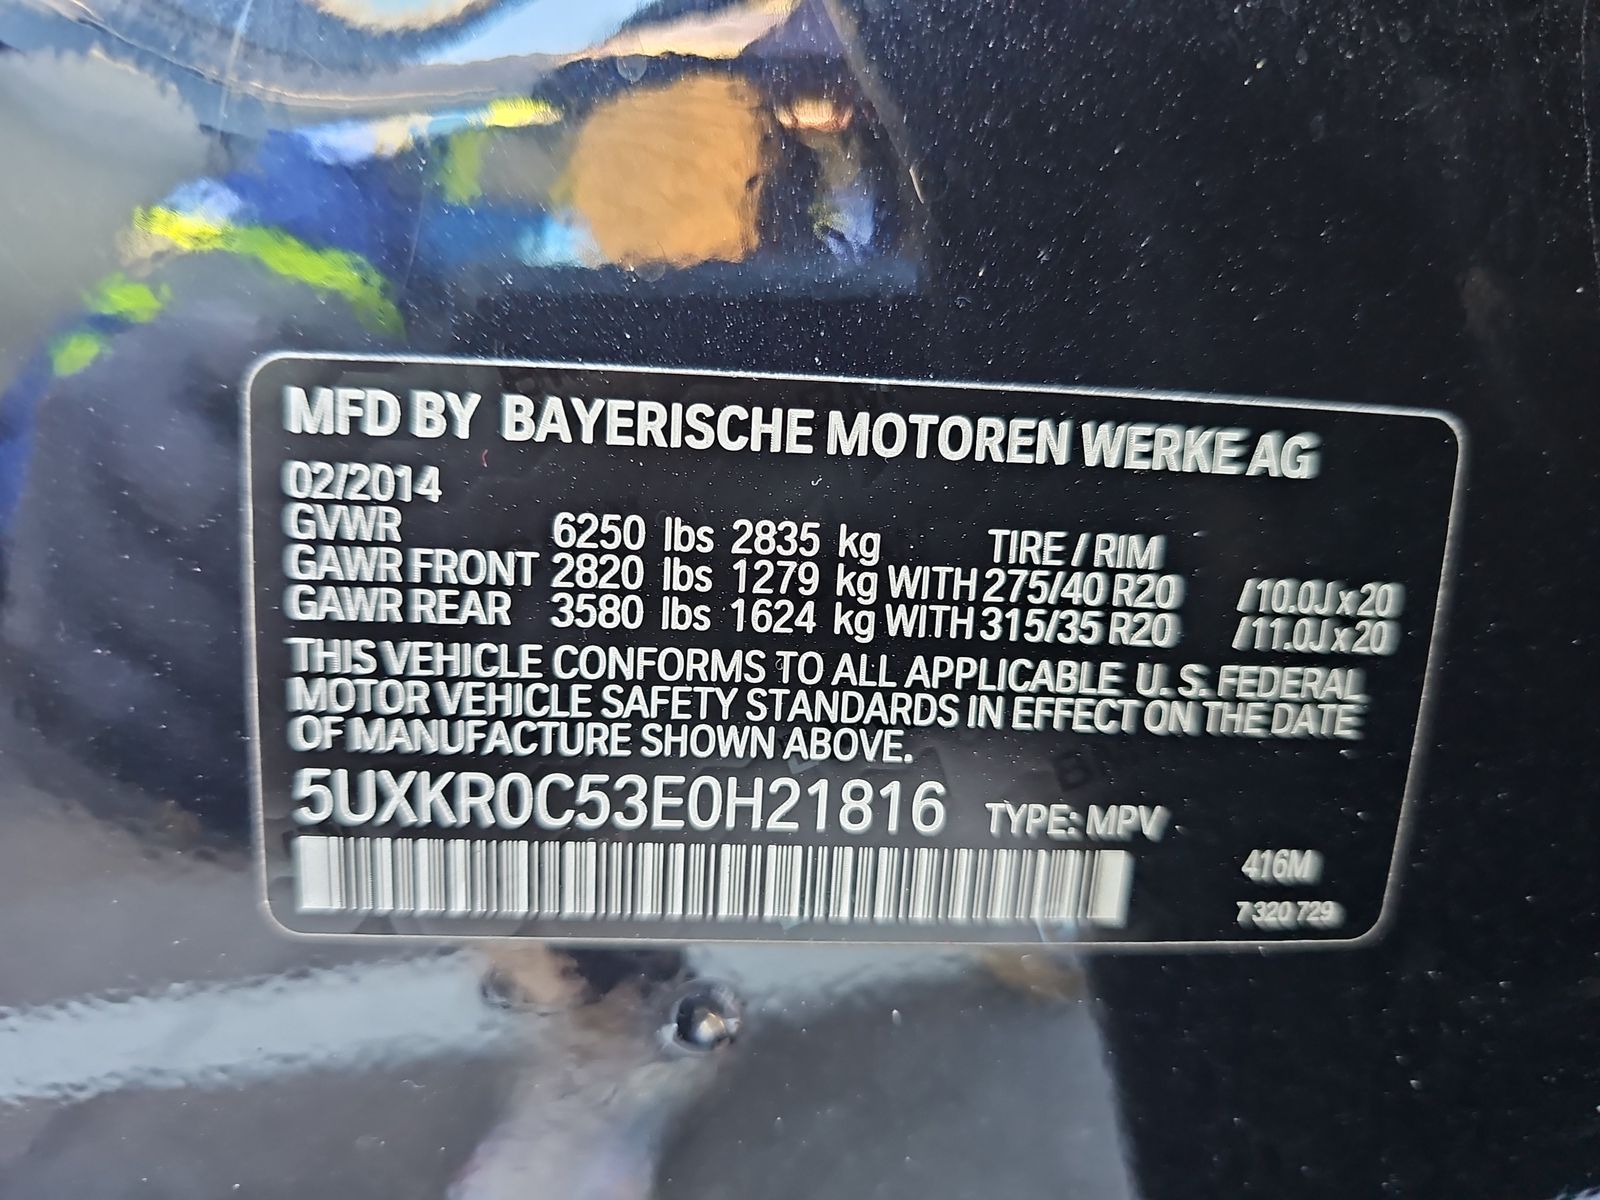 MFD BY BAYERISCHE MOTOREN WERKE AG
02/2014
GVWR 6250 lbs 2835 kg TIRE / RIM
GAWR FRONT 2820 lbs 1279 kg WITH 275/40 R20 / 10.0J x 20
GAWR REAR 3580 lbs 1624 kg WITH 315/35 R20 / 11.0J x 20
THIS VEHICLE CONFORMS TO ALL APPLICABLE U.S. FEDERAL
MOTOR VEHICLE SAFETY STANDARDS IN EFFECT ON THE DATE
OF MANUFACTURE SHOWN ABOVE.
5UXKR0C53E0H21816 TYPE: MPV
416M
7 320 729